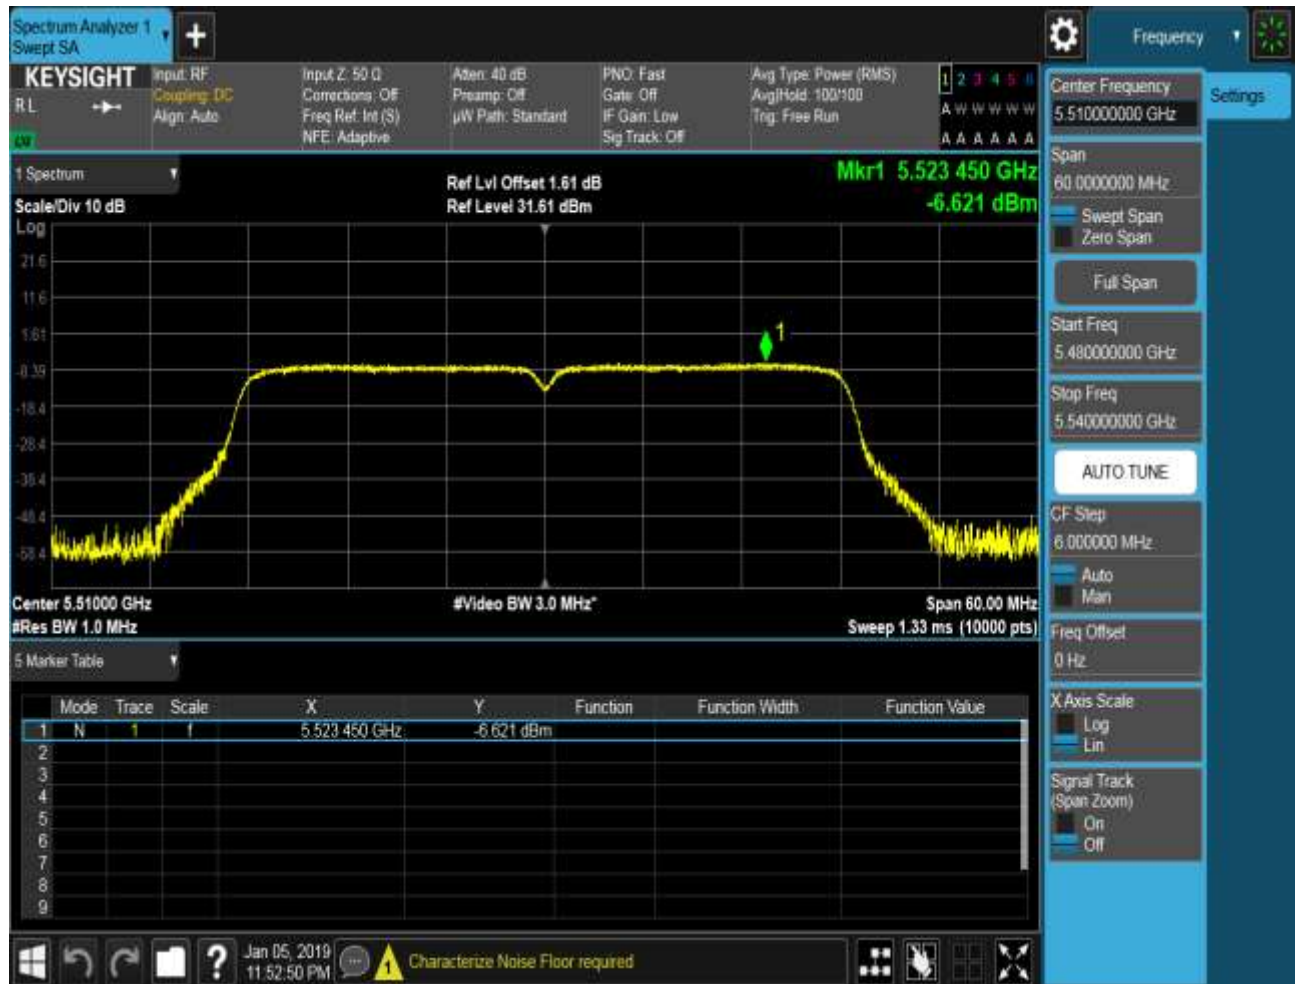 Spectrum Analyzer 1
Swept SA
Frequency
KEYSIGHT
RL
Input: RF
Coupling: DC
Align: Auto
Input Z: 50 Ω
Corrections: Off
Freq Ref: Int (S)
NFE: Adaptive
Atten: 40 dB
Preamp: Off
µW Path: Standard
PNO: Fast
Gate: Off
IF Gain: Low
Sig Track: Off
Avg Type: Power (RMS)
Avg|Hold: 100/100
Trig: Free Run
1 2 3 4 5 6
A W W W W W
A A A A A A
1 Spectrum
Scale/Div 10 dB
Log
Ref Lvl Offset 1.61 dB
Ref Level 31.61 dBm
Mkr1 5.523 450 GHz
-6.621 dBm
21.6
11.6
1.61
-8.39
-18.4
-28.4
-38.4
-48.4
-58.4
1
Center 5.51000 GHz
#Res BW 1.0 MHz
#Video BW 3.0 MHz*
Span 60.00 MHz
Sweep 1.33 ms (10000 pts)
5 Marker Table
Mode Trace Scale X Y Function Function Width Function Value
1 N 1 f 5.523 450 GHz -6.621 dBm
2
3
4
5
6
7
8
9
Jan 05, 2019
11:52:50 PM
?
1
Characterize Noise Floor required
Settings
Center Frequency
5.510000000 GHz
Span
60.0000000 MHz
Swept Span
Zero Span
Full Span
Start Freq
5.480000000 GHz
Stop Freq
5.540000000 GHz
AUTO TUNE
CF Step
6.000000 MHz
Auto
Man
Freq Offset
0 Hz
X Axis Scale
Log
Lin
Signal Track
(Span Zoom)
On
Off